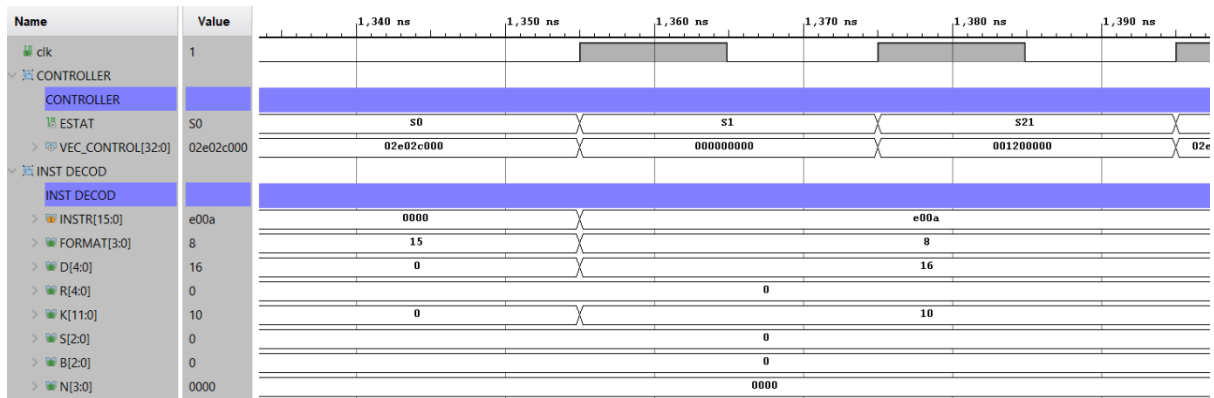 Name Value 1,340 ns 1,350 ns 1,360 ns 1,370 ns 1,380 ns 1,390 ns
clk 1
CONTROLLER
CONTROLLER
ESTAT S0 S0 S1 S21
VEC_CONTROL[32:0] 02e02c000 02e02c000 000000000 001200000 02e
INST DECOD
INST DECOD
INSTR[15:0] e00a 0000 e00a
FORMAT[3:0] 8 15 8
D[4:0] 16 0 16
R[4:0] 0 0
K[11:0] 10 0 10
S[2:0] 0 0
B[2:0] 0 0
N[3:0] 0000 0000